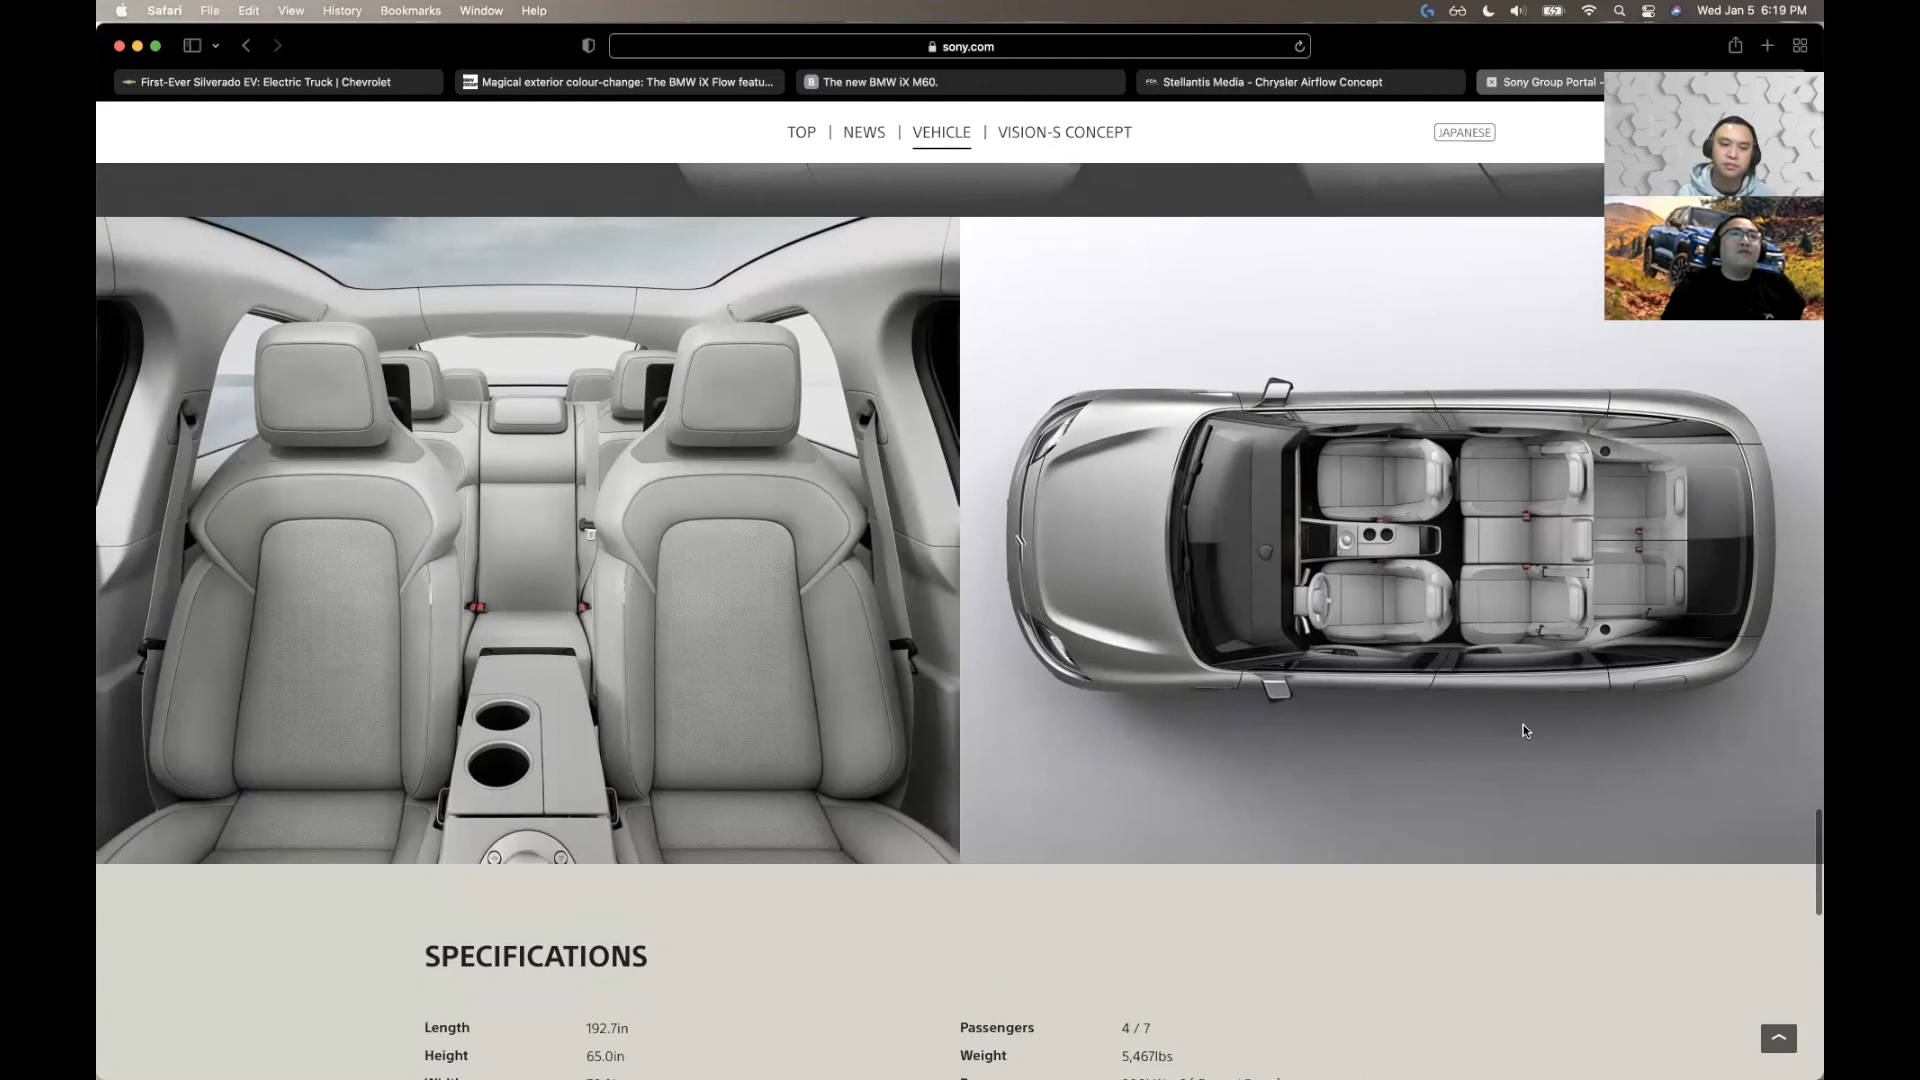 Safari File Edit View History Bookmarks Window Help Wed Jan 5 6:19 PM
sony.com
First-Ever Silverado EV: Electric Truck | Chevrolet
Magical exterior colour-change: The BMW iX Flow featu...
The new BMW iX M60.
Stellantis Media - Chrysler Airflow Concept
Sony Group Portal -
TOP | NEWS | VEHICLE | VISION-S CONCEPT
JAPANESE
SPECIFICATIONS
Length 192.7in
Passengers 4 / 7
Height 65.0in
Weight 5,467lbs